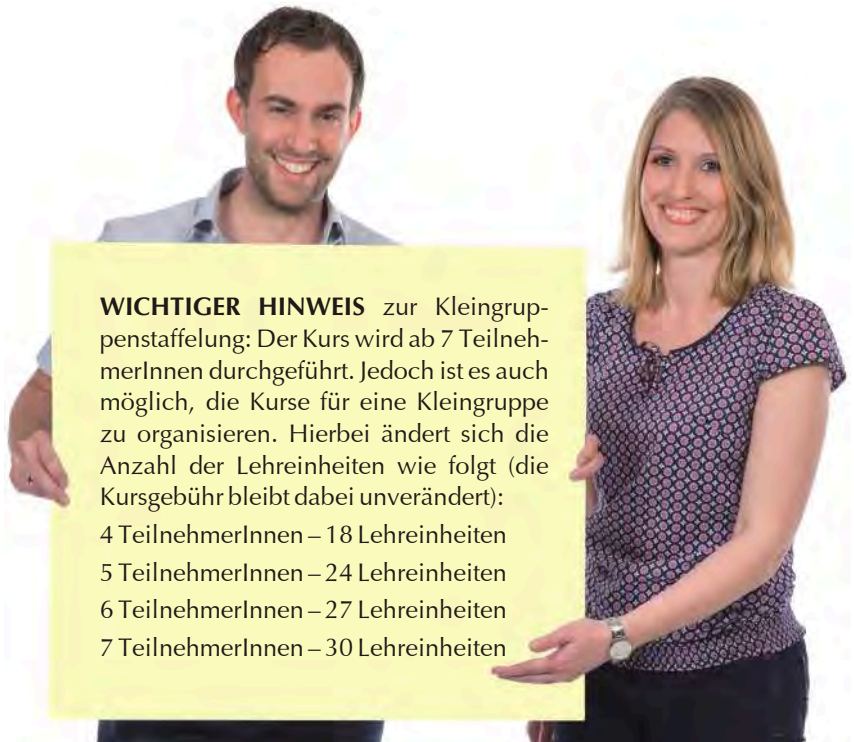 WICHTIGER HINWEIS zur Kleingrup-
penstaffelung: Der Kurs wird ab 7 Teilneh-
merInnen durchgeführt. Jedoch ist es auch
möglich, die Kurse für eine Kleingruppe
zu organisieren. Hierbei ändert sich die
Anzahl der Lehreinheiten wie folgt (die
Kursgebühr bleibt dabei unverändert):
4 TeilnehmerInnen – 18 Lehreinheiten
5 TeilnehmerInnen – 24 Lehreinheiten
6 TeilnehmerInnen – 27 Lehreinheiten
7 TeilnehmerInnen – 30 Lehreinheiten